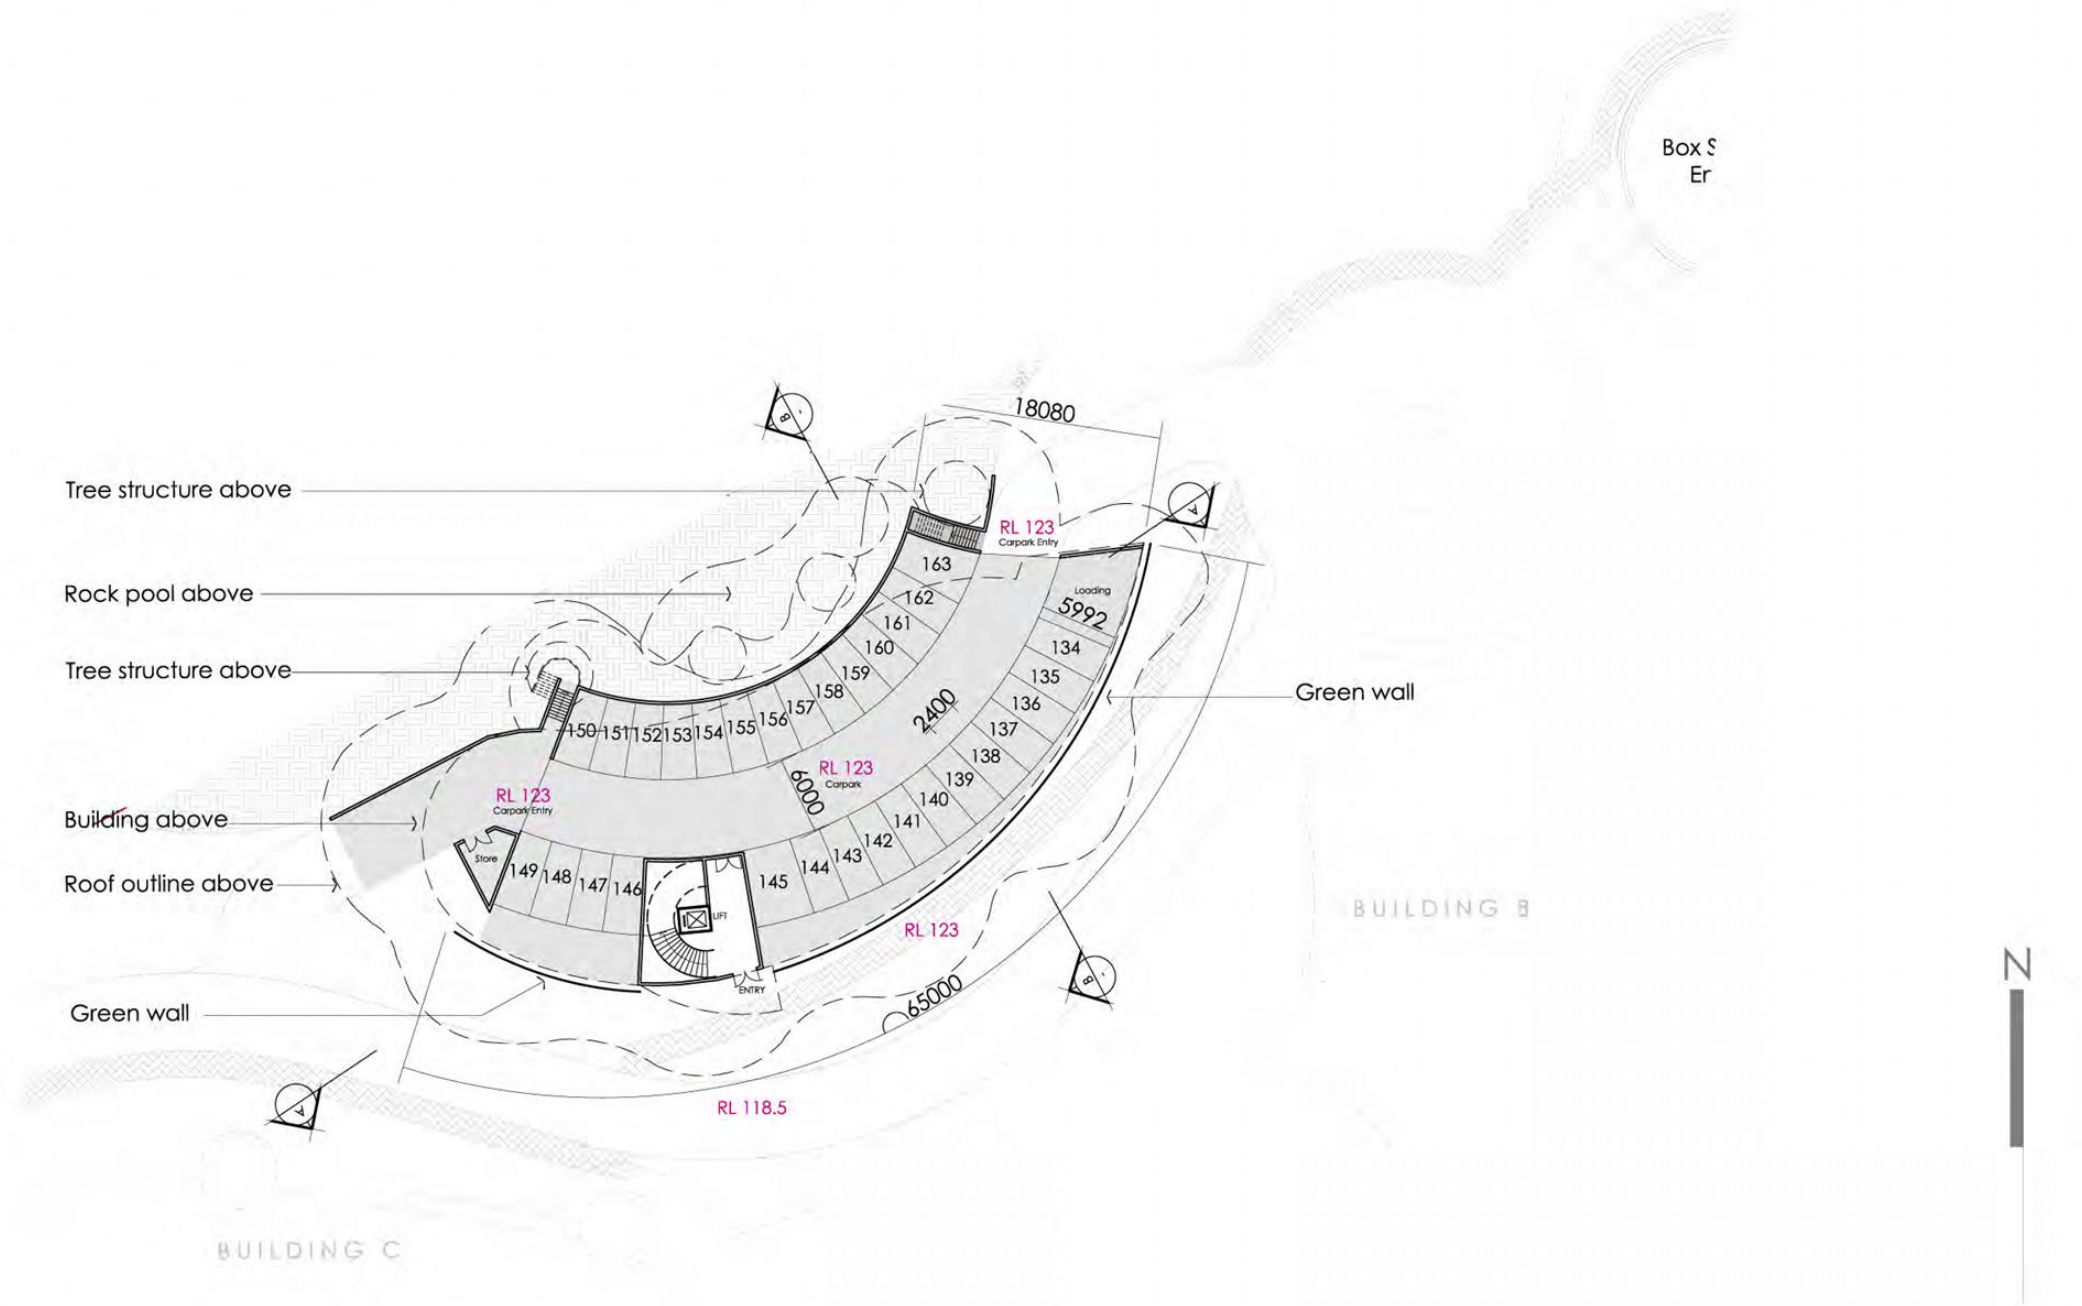 Box S
Er
18080
B
Tree structure above
A
RL 123
Carpark Entry
163
Rock pool above
Loading
162
5992
161
160
134
Tree structure above
159
135
158
Green wall
157
136
156
2400
155
137
150 151 152 153 154
138
RL 123
Carpark
6000
139
RL 123
Carpark Entry
140
Building above
141
142
143
Store
144
149 148 147 146
145
Roof outline above
LIFT
BUILDING B
RL 123
N
B
ENTRY
65000
Green wall
A
RL 118.5
BUILDING C